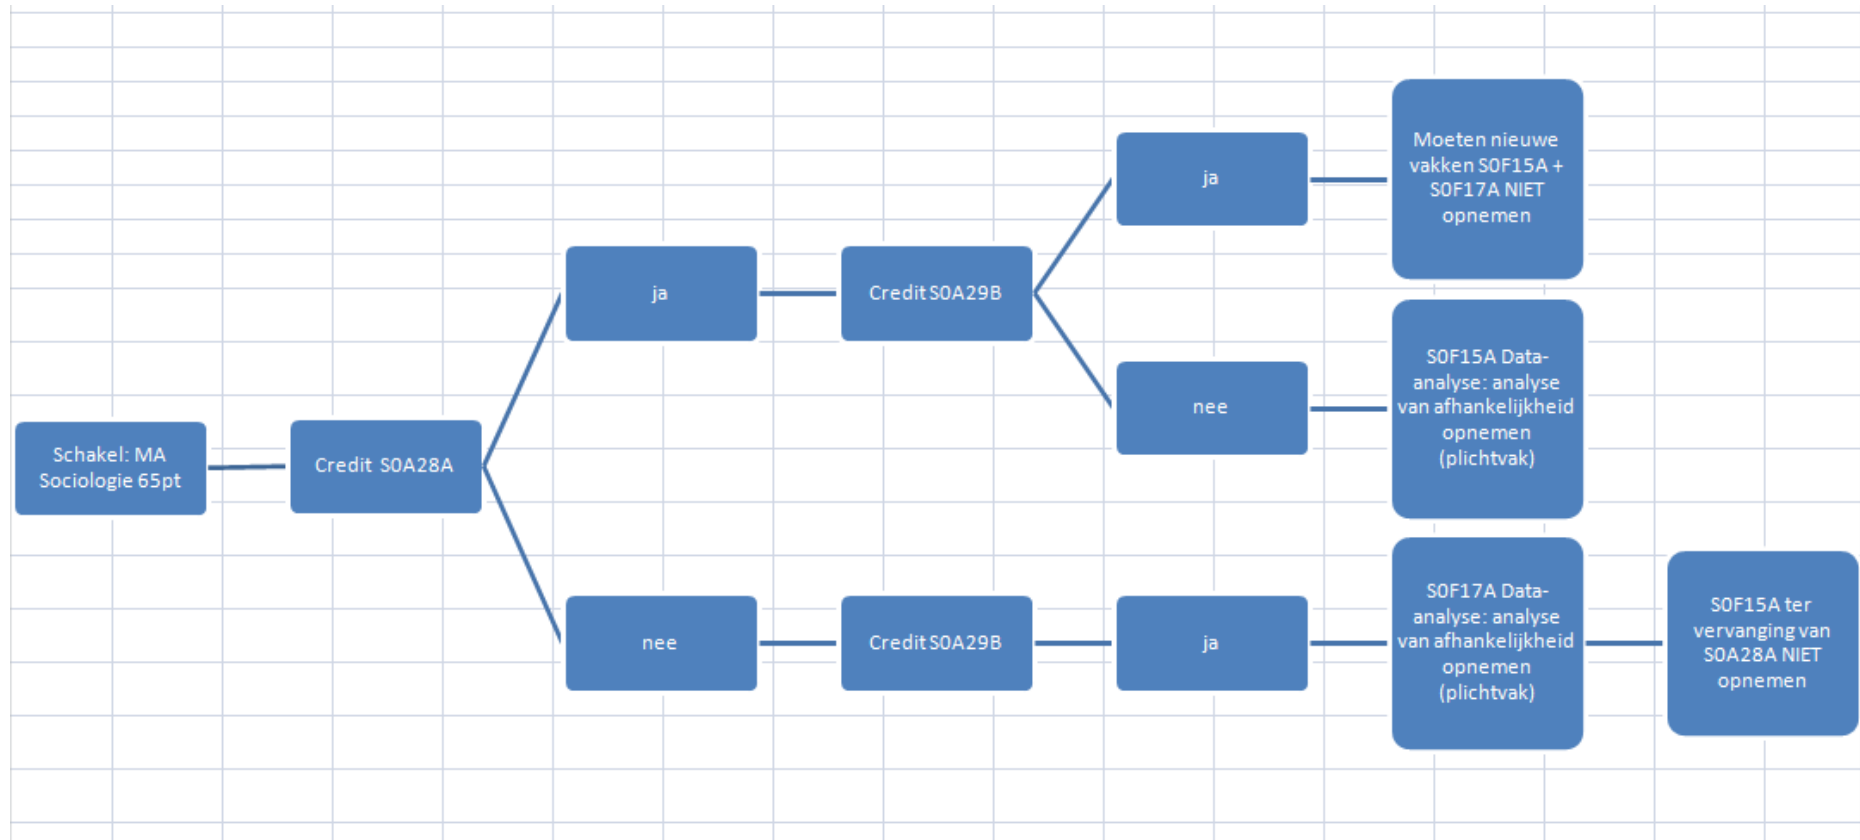 Schakel: MA
Sociologie 65pt
Credit S0A28A
ja
Credit S0A29B
ja
Moeten nieuwe
vakken S0F15A +
S0F17A NIET
opnemen
nee
S0F15A Data-
analyse: analyse
van afhankelijkheid
opnemen
(plichtvak)
nee
Credit S0A29B
ja
S0F17A Data-
analyse: analyse
van afhankelijkheid
opnemen
(plichtvak)
S0F15A ter
vervanging van
S0A28A NIET
opnemen